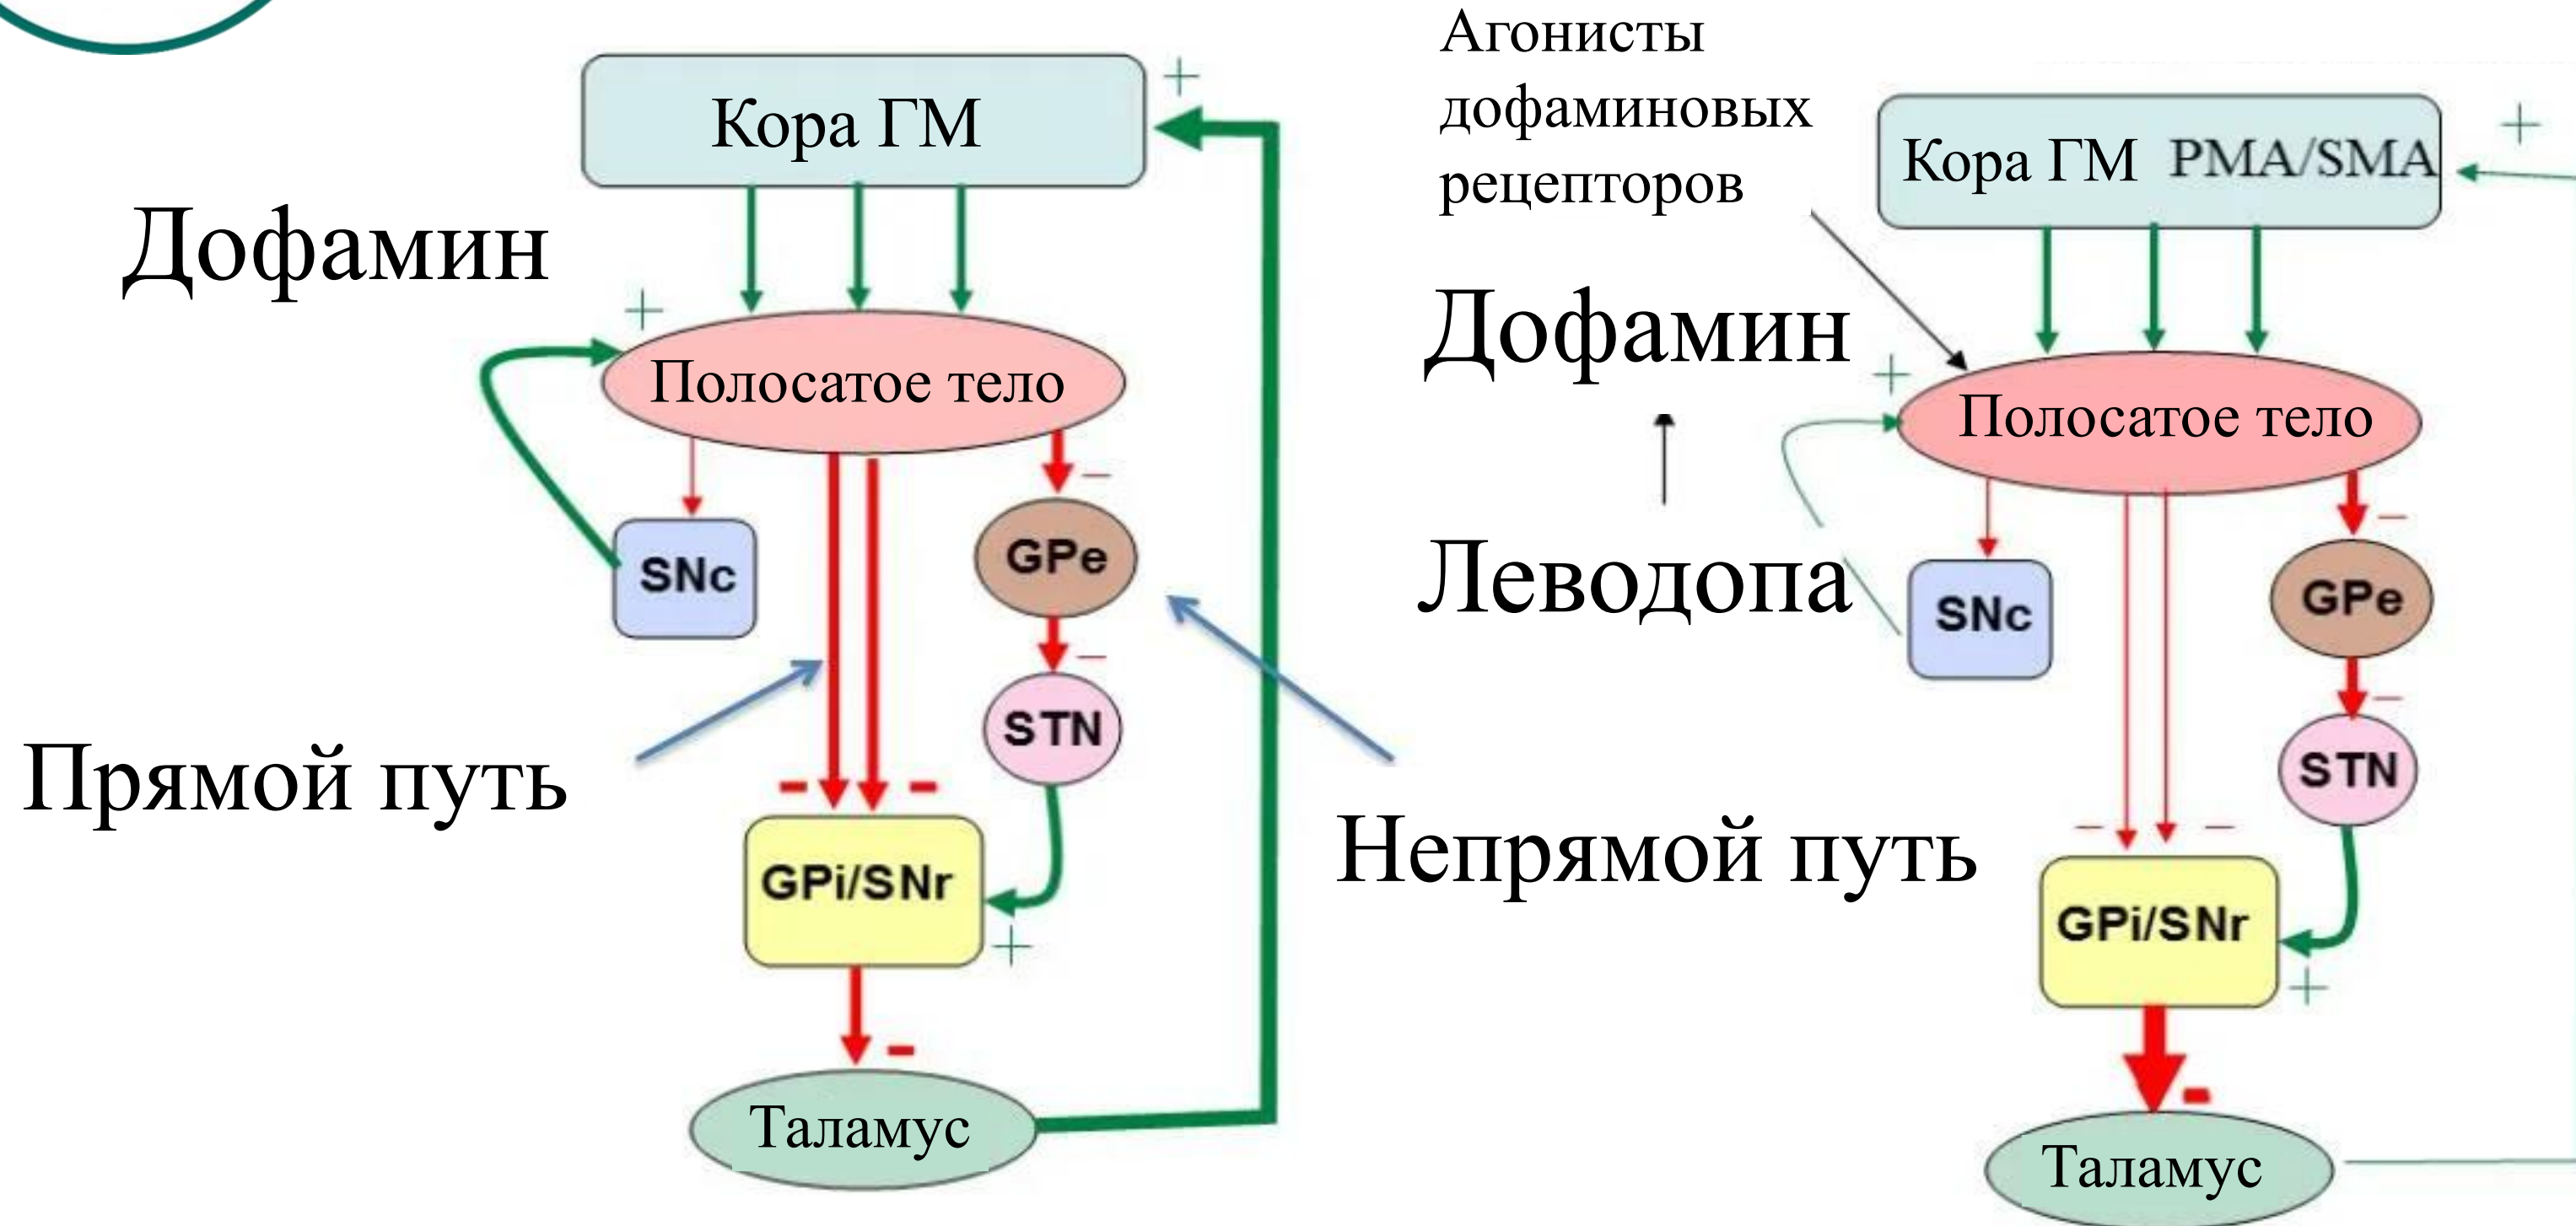 Кора ГМ
+
Дофамин
+
Полосатое тело
SNc
–
GPe
–
STN
Прямой путь
- -
GPi/SNr
+
-
Таламус
Непрямой путь
Агонисты
дофаминовых
рецепторов
Кора ГМ PMA/SMA
+
Дофамин
+
Полосатое тело
Леводопа
SNc
–
GPe
–
STN
– –
GPi/SNr
+
-
Таламус